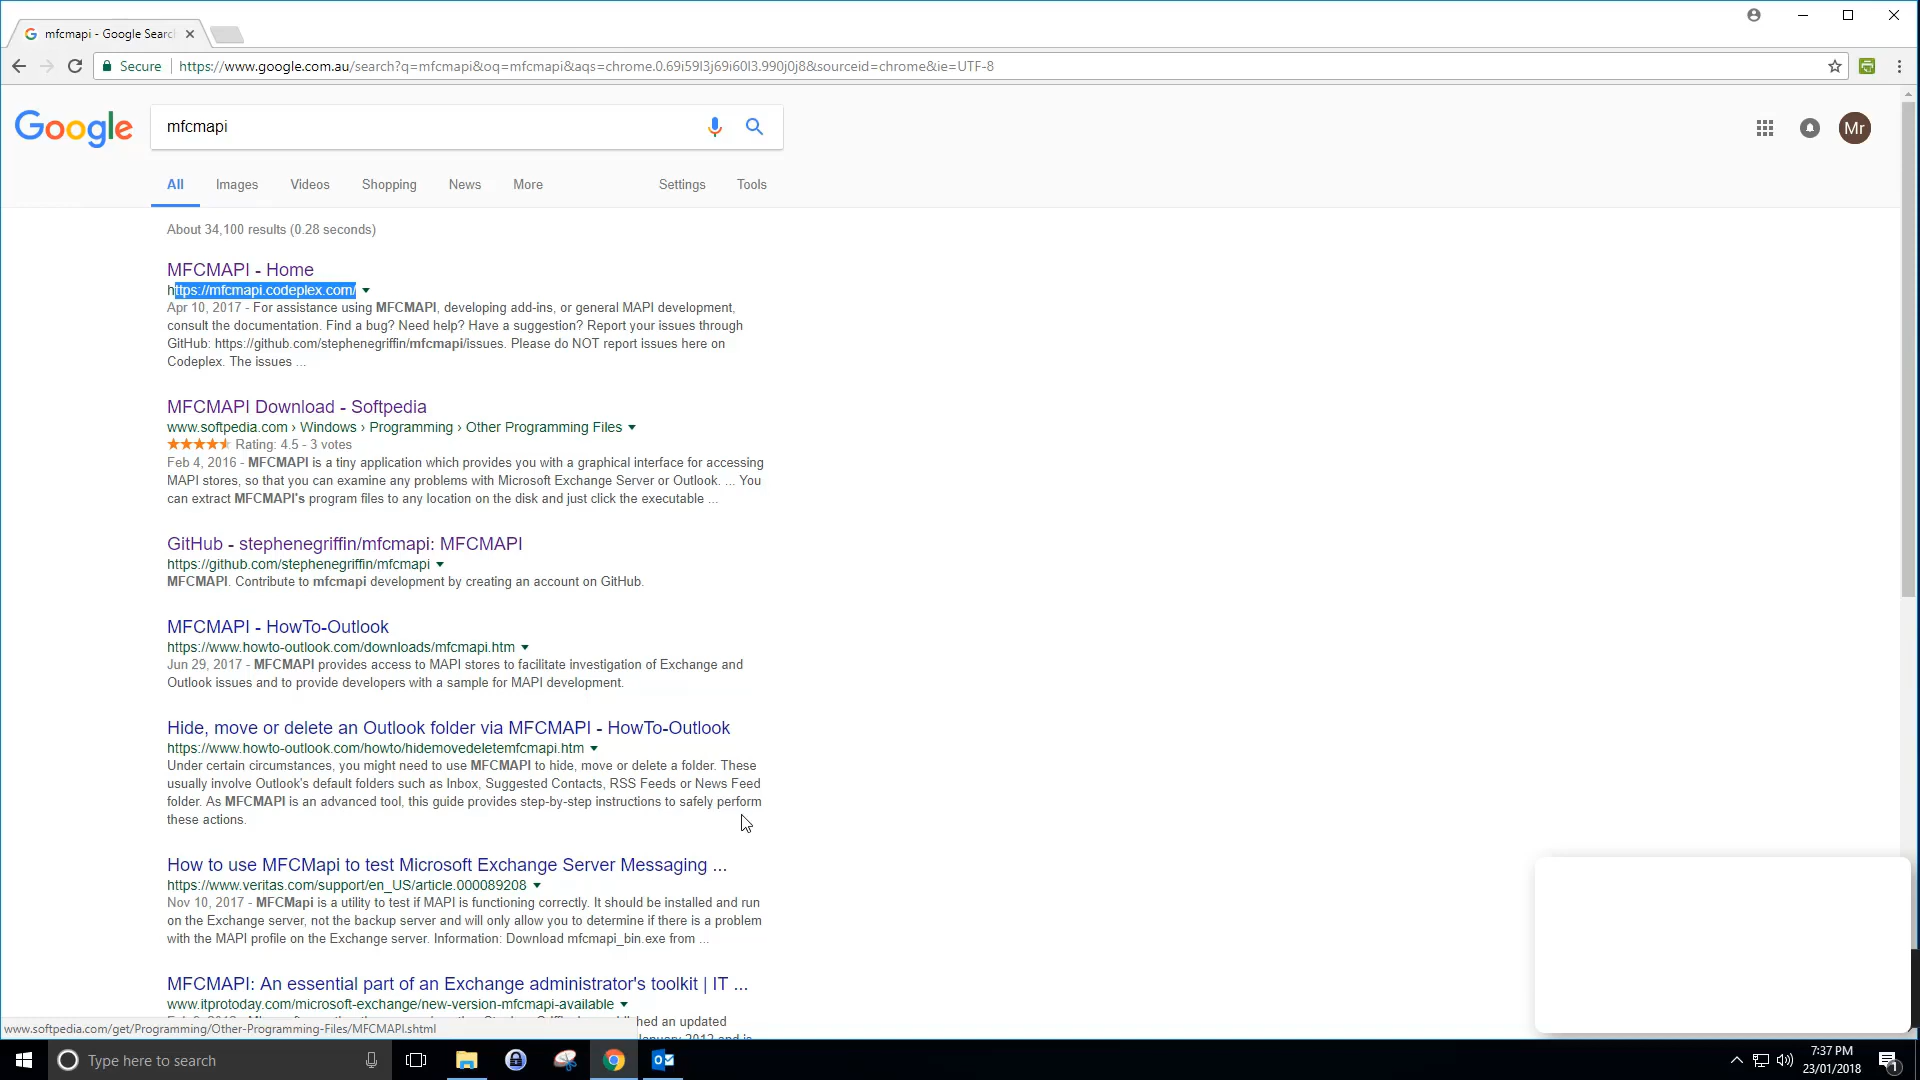 mfcmapi - Google Searc
Secure
https://www.google.com.au/search?q=mfcmapi&oq=mfcmapi&aqs=chrome.0.69i59l3j69i60l3.990j0j8&sourceid=chrome&ie=UTF-8
Google
mfcmapi
Mr
All Images Videos Shopping News More Settings Tools
About 34,100 results (0.28 seconds)
MFCMAPI - Home
https://mfcmapi.codeplex.com/
Apr 10, 2017 - For assistance using MFCMAPI, developing add-ins, or general MAPI development,
consult the documentation. Find a bug? Need help? Have a suggestion? Report your issues through
GitHub: https://github.com/stephenegriffin/mfcmapi/issues. Please do NOT report issues here on
Codeplex. The issues ...
MFCMAPI Download - Softpedia
www.softpedia.com › Windows › Programming › Other Programming Files
Rating: 4.5 - 3 votes
Feb 4, 2016 - MFCMAPI is a tiny application which provides you with a graphical interface for accessing
MAPI stores, so that you can examine any problems with Microsoft Exchange Server or Outlook. ... You
can extract MFCMAPI's program files to any location on the disk and just click the executable ...
GitHub - stephenegriffin/mfcmapi: MFCMAPI
https://github.com/stephenegriffin/mfcmapi
MFCMAPI. Contribute to mfcmapi development by creating an account on GitHub.
MFCMAPI - HowTo-Outlook
https://www.howto-outlook.com/downloads/mfcmapi.htm
Jun 29, 2017 - MFCMAPI provides access to MAPI stores to facilitate investigation of Exchange and
Outlook issues and to provide developers with a sample for MAPI development.
Hide, move or delete an Outlook folder via MFCMAPI - HowTo-Outlook
https://www.howto-outlook.com/howto/hidemovedeletemfcmapi.htm
Under certain circumstances, you might need to use MFCMAPI to hide, move or delete a folder. These
usually involve Outlook's default folders such as Inbox, Suggested Contacts, RSS Feeds or News Feed
folder. As MFCMAPI is an advanced tool, this guide provides step-by-step instructions to safely perform
these actions.
How to use MFCMapi to test Microsoft Exchange Server Messaging ...
https://www.veritas.com/support/en_US/article.000089208
Nov 10, 2017 - MFCMapi is a utility to test if MAPI is functioning correctly. It should be installed and run
on the Exchange server, not the backup server and will only allow you to determine if there is a problem
with the MAPI profile on the Exchange server. Information: Download mfcmapi_bin.exe from ...
MFCMAPI: An essential part of an Exchange administrator's toolkit | IT ...
www.itprotoday.com/microsoft-exchange/new-version-mfcmapi-available
hed an updated
www.softpedia.com/get/Programming/Other-Programming-Files/MFCMAPI.shtml
Type here to search
7:37 PM
23/01/2018
1